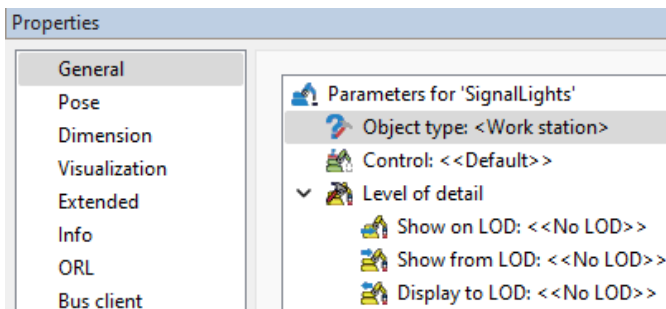 Properties
General
Pose
Dimension
Visualization
Extended
Info
ORL
Bus client
Parameters for 'SignalLights'
Object type: <Work station>
Control: <<Default>>
Level of detail
Show on LOD: <<No LOD>>
Show from LOD: <<No LOD>>
Display to LOD: <<No LOD>>